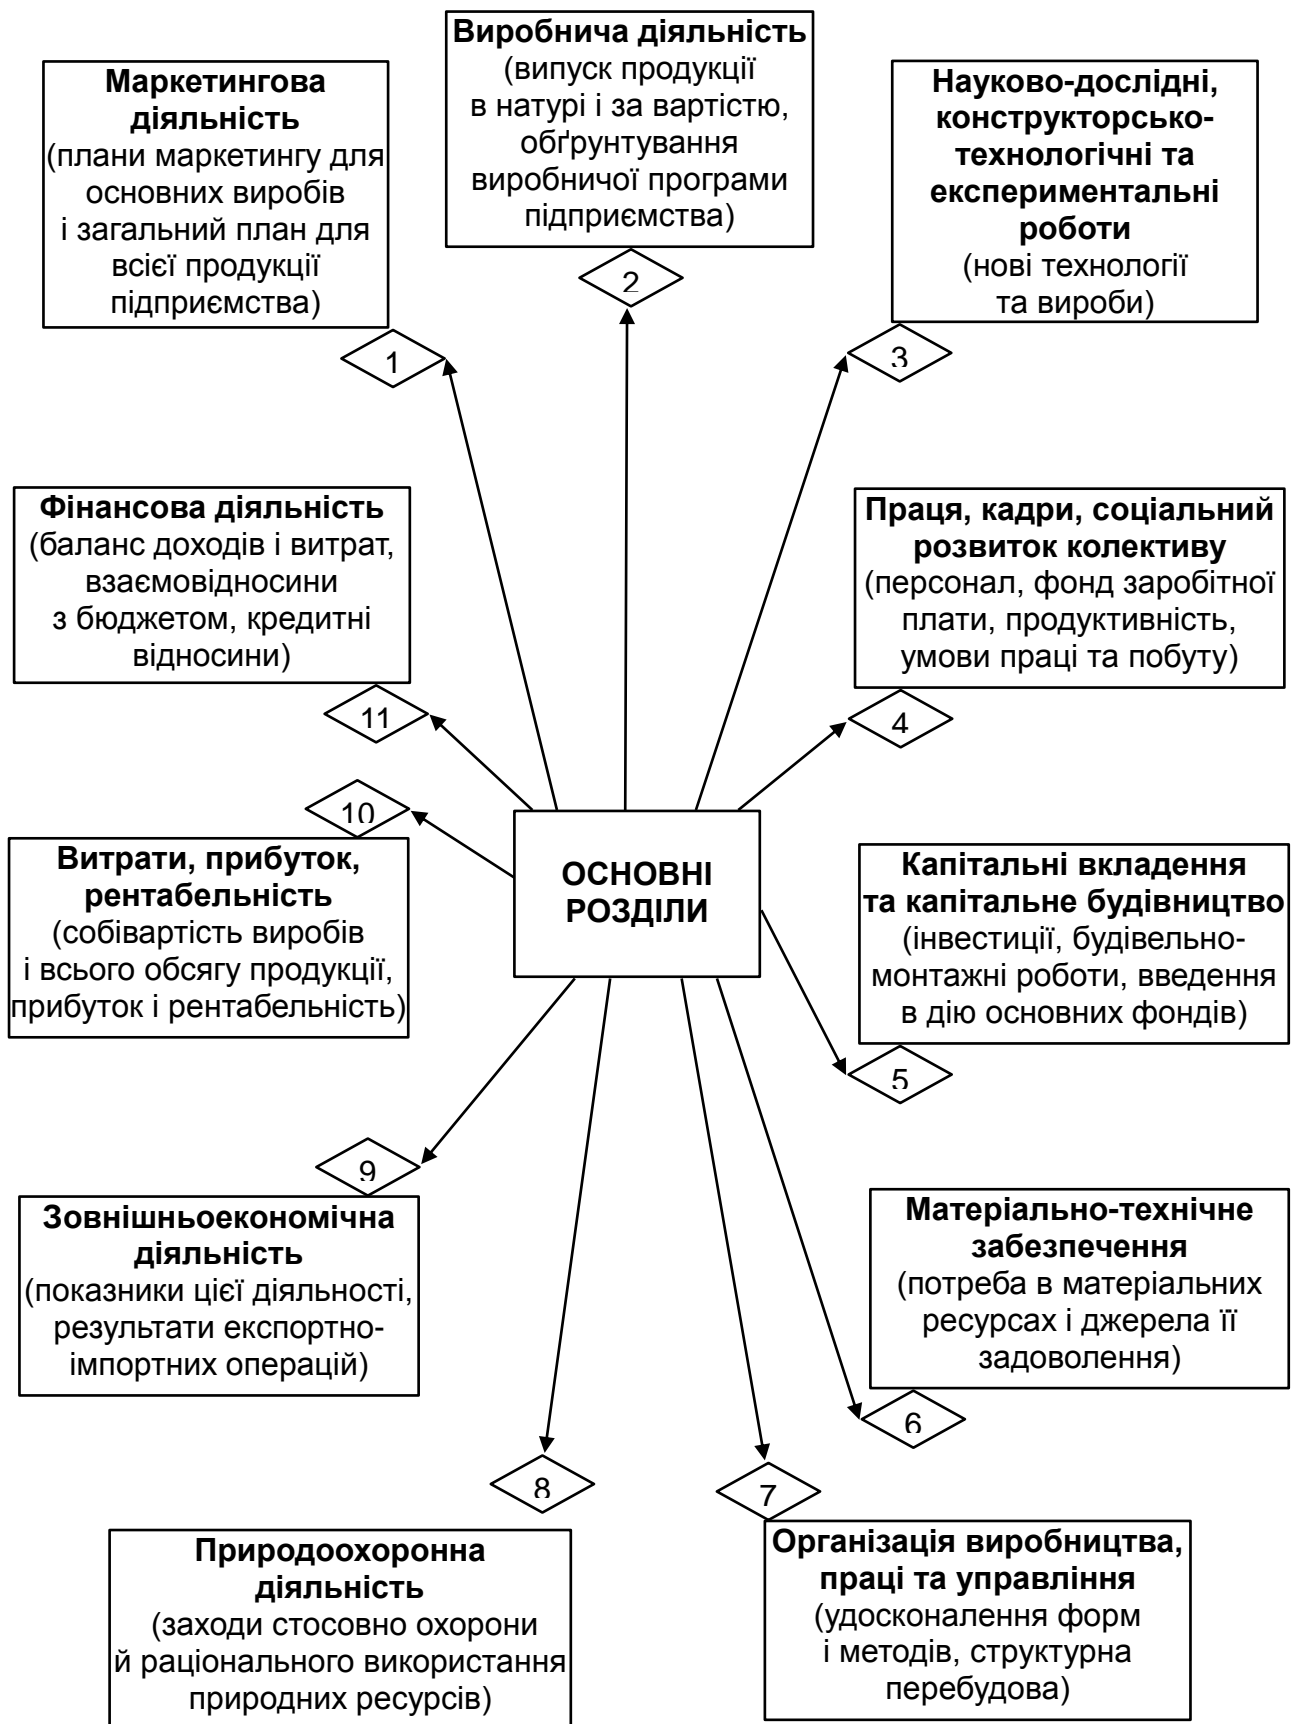 Маркетингова
діяльність
(плани маркетингу для
основних виробів
і загальний план для
всієї продукції
підприємства)
1
Виробнича діяльність
(випуск продукції
в натурі і за вартістю,
обґрунтування
виробничої програми
підприємства)
2
Науково-дослідні,
конструкторсько-
технологічні та
експериментальні
роботи
(нові технології
та вироби)
3
Праця, кадри, соціальний
розвиток колективу
(персонал, фонд заробітної
плати, продуктивність,
умови праці та побуту)
4
Капітальні вкладення
та капітальне будівництво
(інвестиції, будівельно-
монтажні роботи, введення
в дію основних фондів)
5
Матеріально-технічне
забезпечення
(потреба в матеріальних
ресурсах і джерела її
задоволення)
6
7
Організація виробництва,
праці та управління
(удосконалення форм
і методів, структурна
перебудова)
8
Природоохоронна
діяльність
(заходи стосовно охорони
й раціонального використання
природних ресурсів)
9
Зовнішньоекономічна
діяльність
(показники цієї діяльності,
результати експортно-
імпортних операцій)
10
Витрати, прибуток,
рентабельність
(собівартість виробів
і всього обсягу продукції,
прибуток і рентабельність)
Фінансова діяльність
(баланс доходів і витрат,
взаємовідносини
з бюджетом, кредитні
відносини)
11
ОСНОВНІ
РОЗДІЛИ